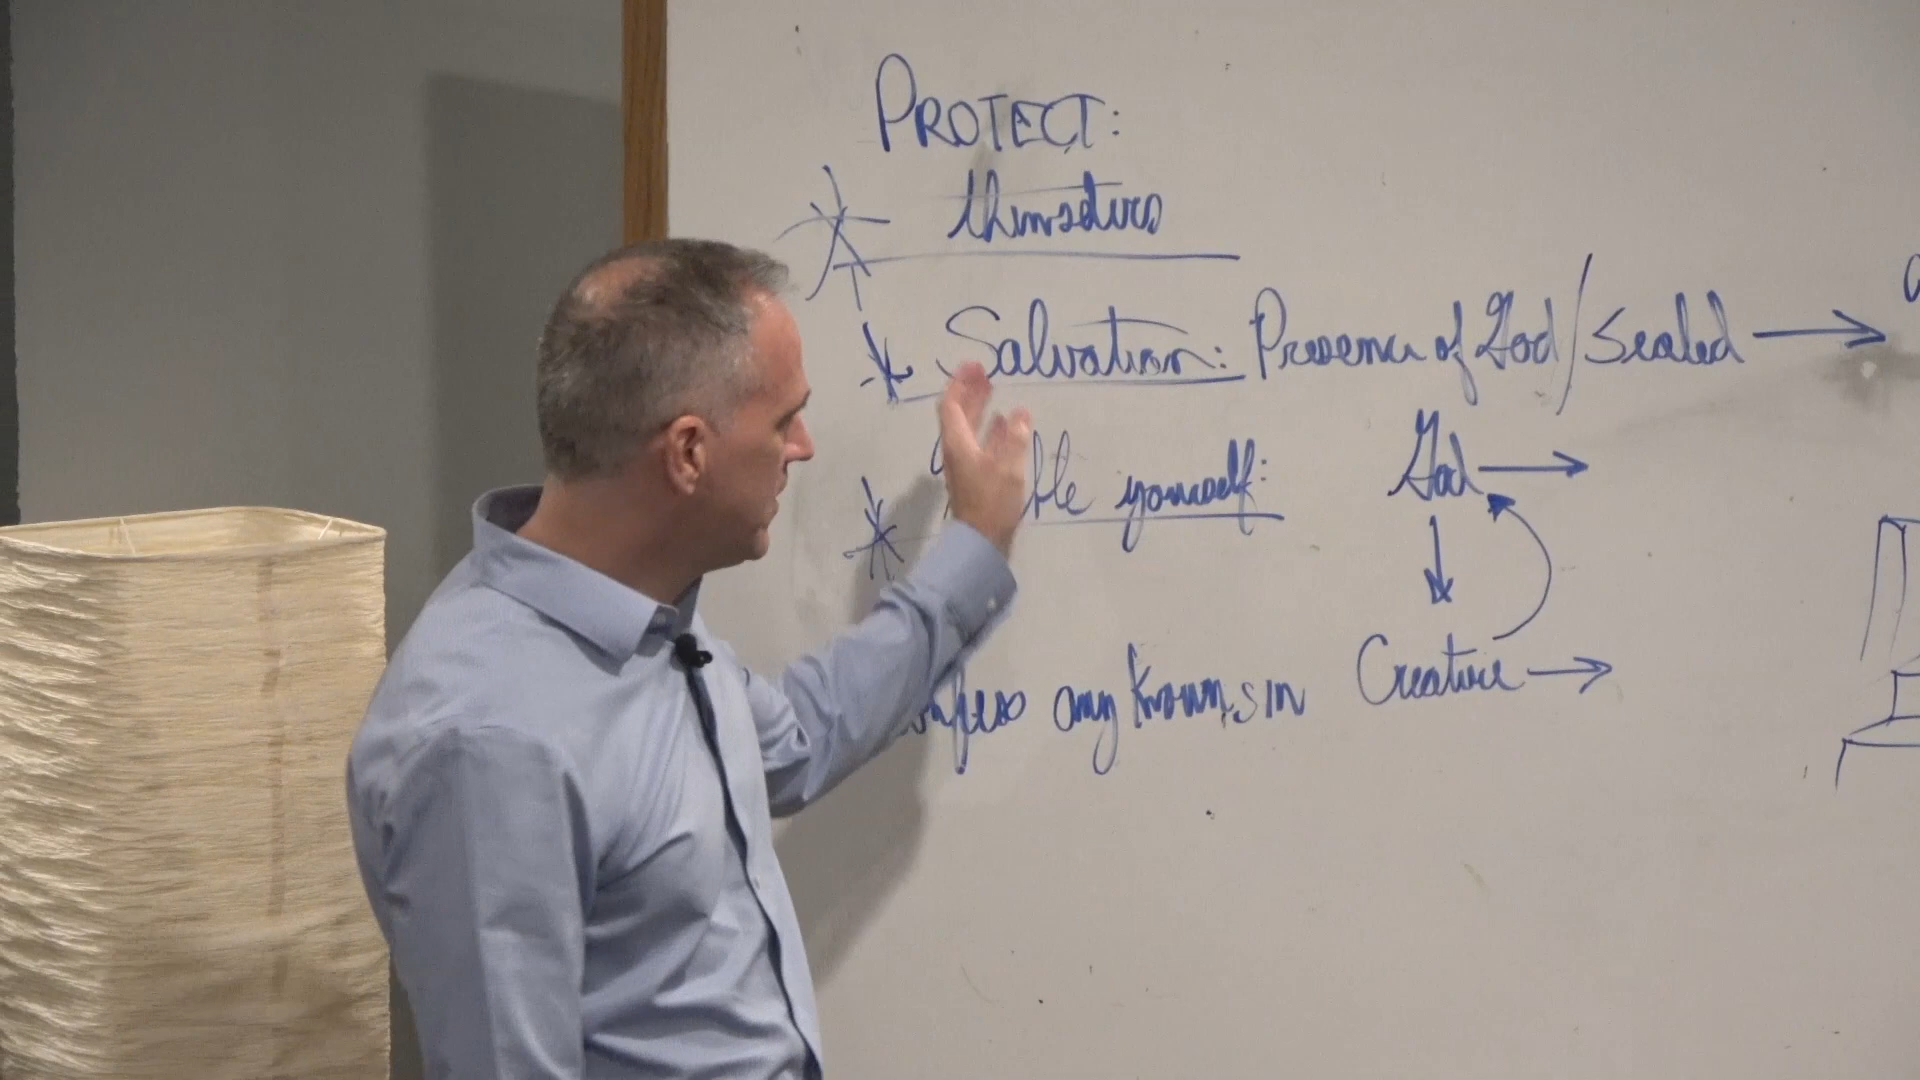 PROTECT:
themselves
Salvation: Presence of God / Sealed →
yourself: God →
any known sin Creature →